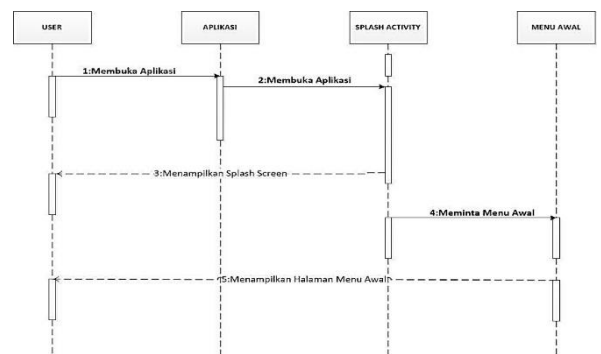 USER
APLIKASI
SPLASH ACTIVITY
MENU AWAL
1:Membuka Aplikasi
2:Membuka Aplikasi
3:Menampilkan Splash Screen
4:Meminta Menu Awal
5:Menampilkan Halaman Menu Awal